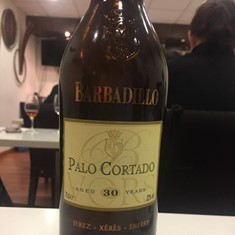 BARBADILLO
PALO CORTADO
AGED 30 YEARS
JEREZ - XÉRÈS - SHERRY